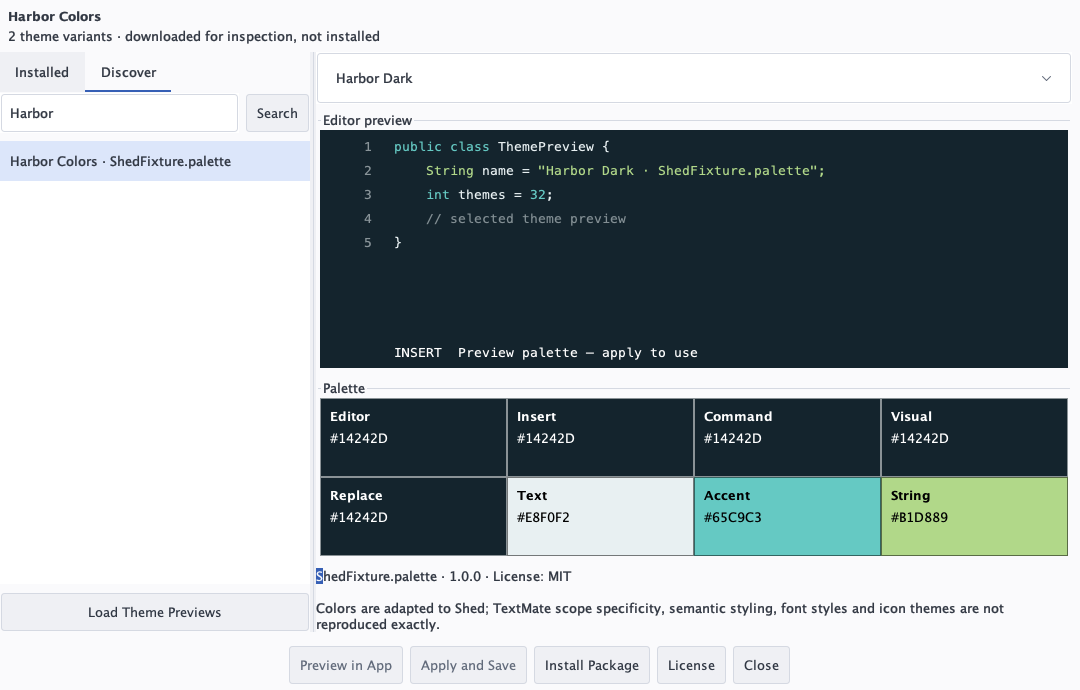 Harbor Colors
2 theme variants · downloaded for inspection, not installed
Installed
Discover
Harbor
Search
Harbor Colors · ShedFixture.palette
Load Theme Previews
Harbor Dark
Editor preview
1 public class ThemePreview {
2 String name = "Harbor Dark · ShedFixture.palette";
3 int themes = 32;
4 // selected theme preview
5 }
INSERT Preview palette — apply to use
Palette
Editor
#14242D
Insert
#14242D
Command
#14242D
Visual
#14242D
Replace
#14242D
Text
#E8F0F2
Accent
#65C9C3
String
#B1D889
ShedFixture.palette · 1.0.0 · License: MIT
Colors are adapted to Shed; TextMate scope specificity, semantic styling, font styles and icon themes are not
reproduced exactly.
Preview in App
Apply and Save
Install Package
License
Close